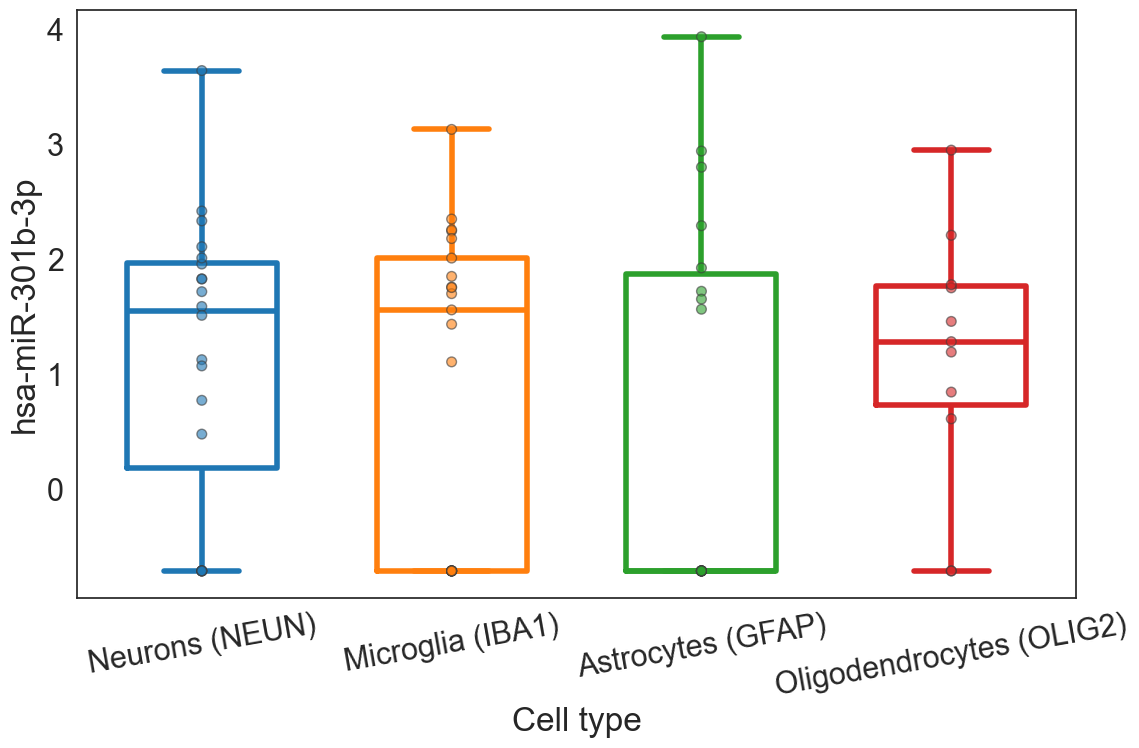 4
3
2
1
0
hsa-miR-301b-3p
Neurons (NEUN)
Microglia (IBA1)
Astrocytes (GFAP)
Oligodendrocytes (OLIG2)
Cell type